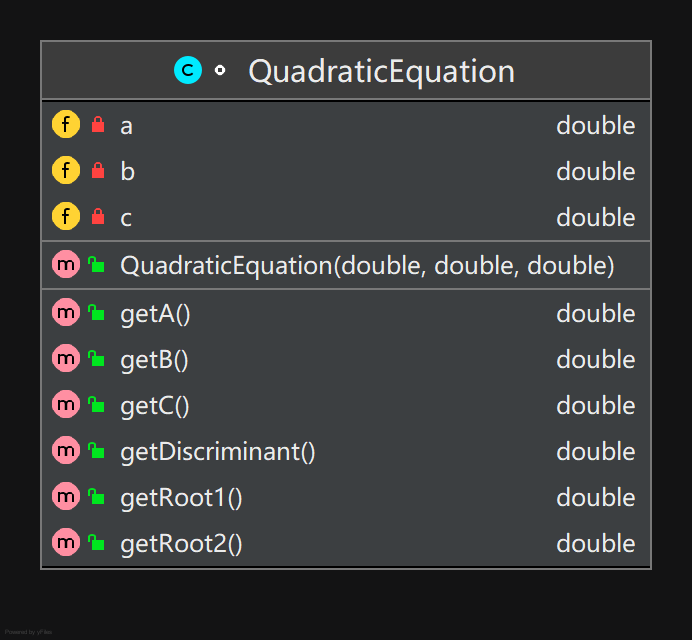 C QuadraticEquation
f a double
f b double
f c double
m QuadraticEquation(double, double, double)
m getA() double
m getB() double
m getC() double
m getDiscriminant() double
m getRoot1() double
m getRoot2() double
Powered by yFiles